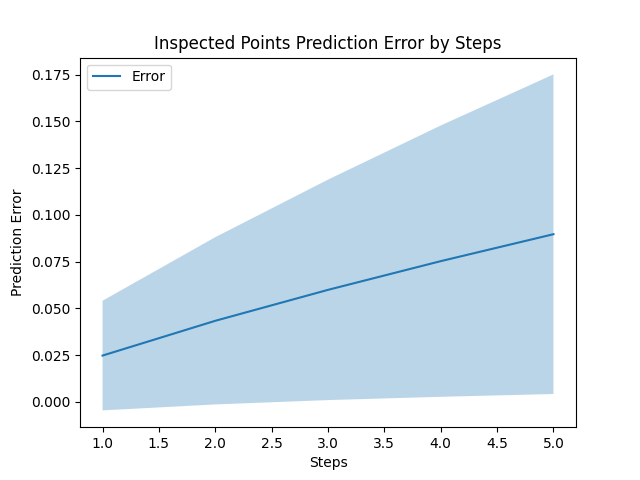 Inspected Points Prediction Error by Steps
Error
0.175
0.150
0.125
0.100
0.075
0.050
0.025
0.000
Prediction Error
1.0 1.5 2.0 2.5 3.0 3.5 4.0 4.5 5.0
Steps